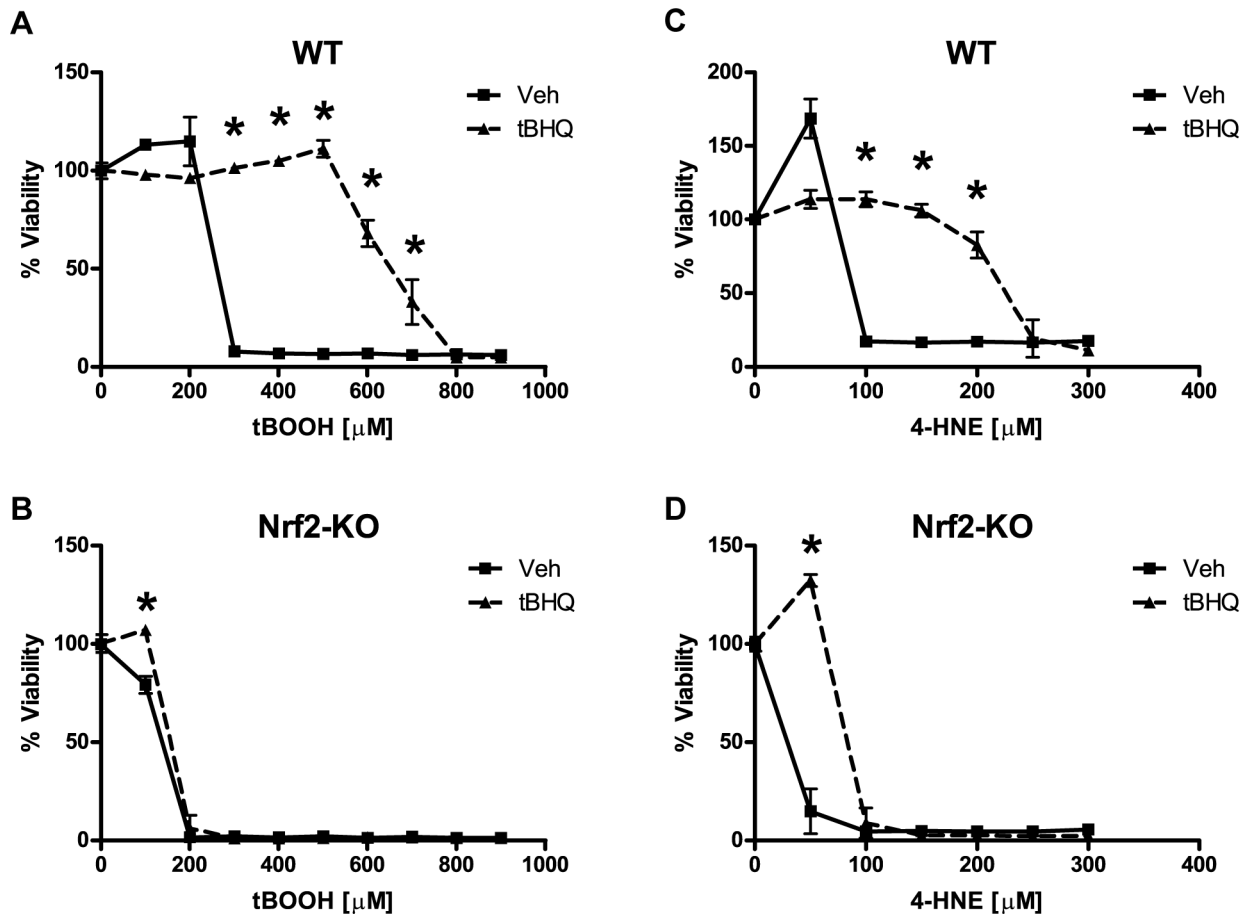 A
WT
150
100
50
0
% Viability
* * * * *
Veh
tBHQ
0 200 400 600 800 1000
tBOOH [μM]
C
WT
200
150
100
50
0
% Viability
* * *
Veh
tBHQ
0 100 200 300 400
4-HNE [μM]
B
Nrf2-KO
150
100
50
0
% Viability
*
Veh
tBHQ
0 200 400 600 800 1000
tBOOH [μM]
D
Nrf2-KO
150
100
50
0
% Viability
*
Veh
tBHQ
0 100 200 300 400
4-HNE [μM]